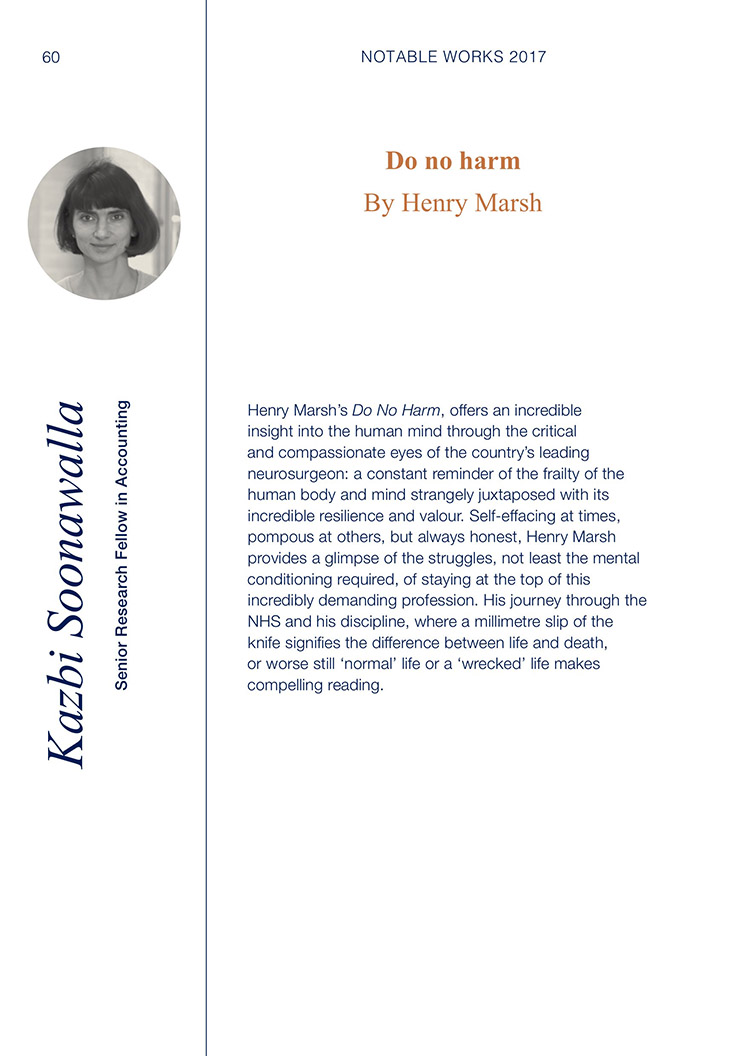 60
NOTABLE WORKS 2017
Do no harm
By Henry Marsh
Kazbi Soonawalla
Senior Research Fellow in Accounting
Henry Marsh’s Do No Harm, offers an incredible
insight into the human mind through the critical
and compassionate eyes of the country’s leading
neurosurgeon: a constant reminder of the frailty of the
human body and mind strangely juxtaposed with its
incredible resilience and valour. Self-effacing at times,
pompous at others, but always honest, Henry Marsh
provides a glimpse of the struggles, not least the mental
conditioning required, of staying at the top of this
incredibly demanding profession. His journey through the
NHS and his discipline, where a millimetre slip of the
knife signifies the difference between life and death,
or worse still ‘normal’ life or a ‘wrecked’ life makes
compelling reading.